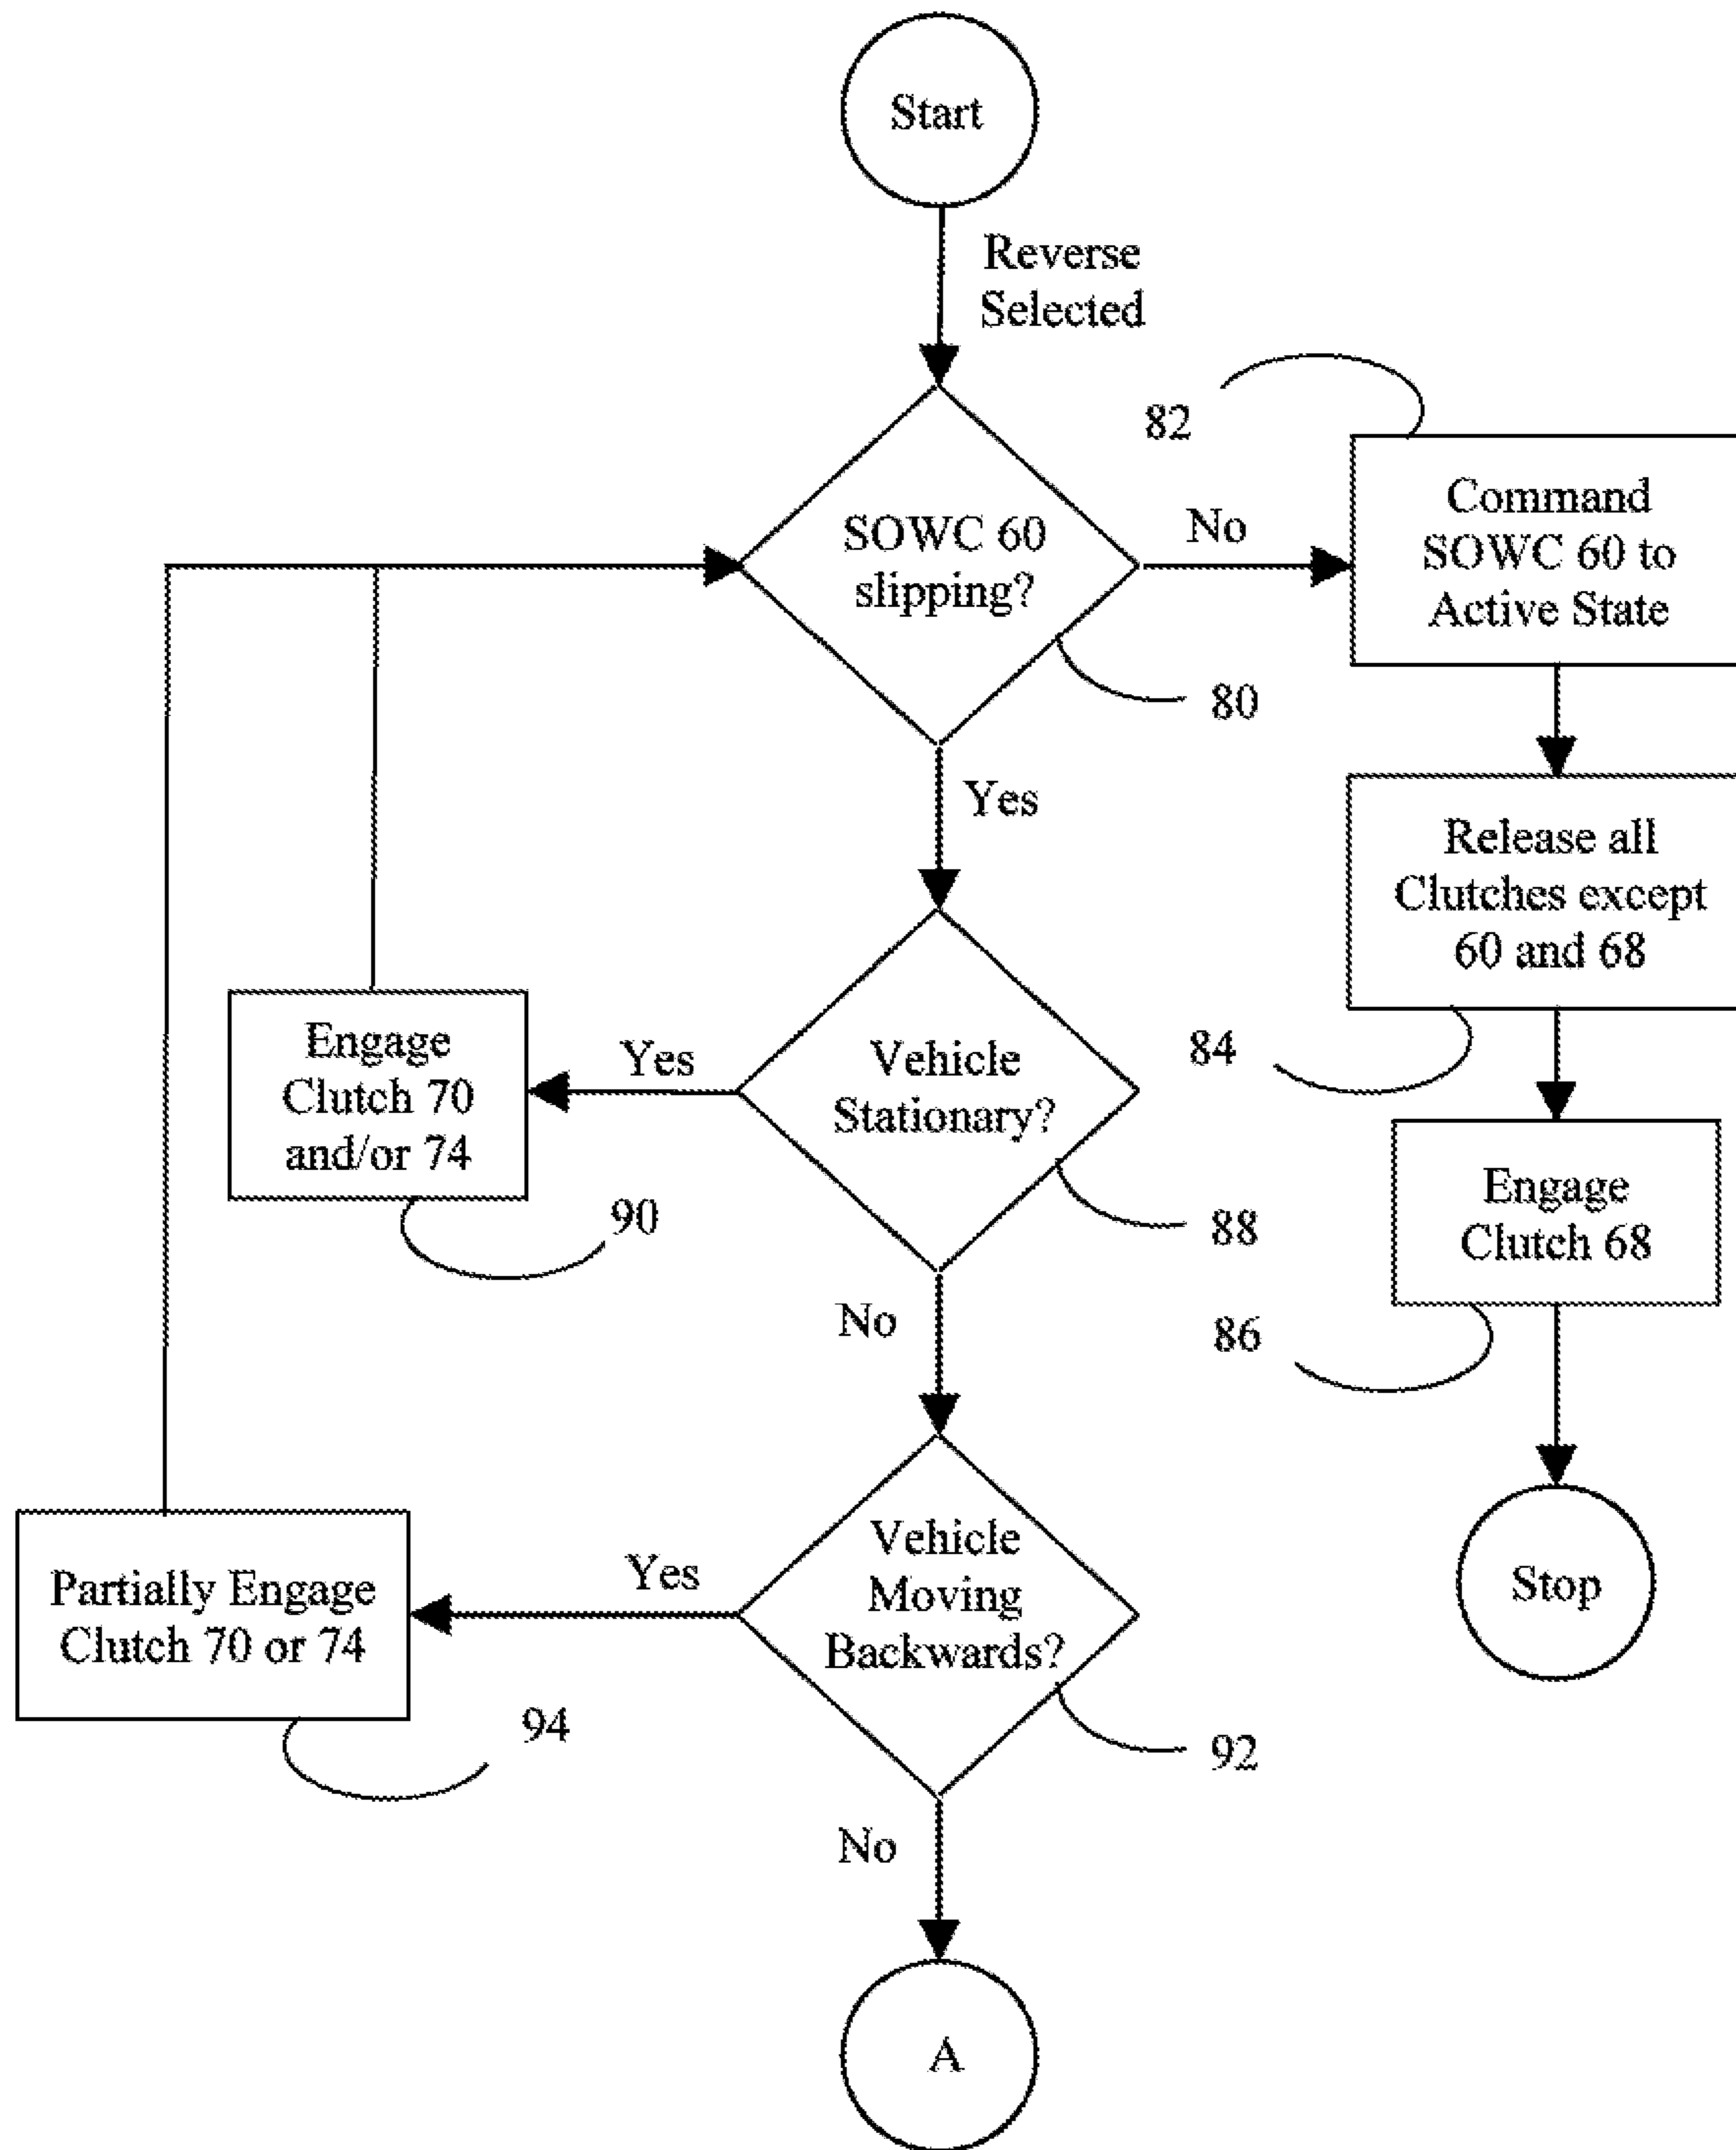 Start
Reverse
Selected
82
Command
SOWC 60 to
Active State
SOWC 60
slipping?
No
80
Yes
Release all
Clutches except
60 and 68
84
Engage
Clutch 70
and/or 74
Yes
Vehicle
Stationary?
90
88
Engage
Clutch 68
86
No
Stop
Partially Engage
Clutch 70 or 74
Yes
Vehicle
Moving
Backwards?
94
92
No
A